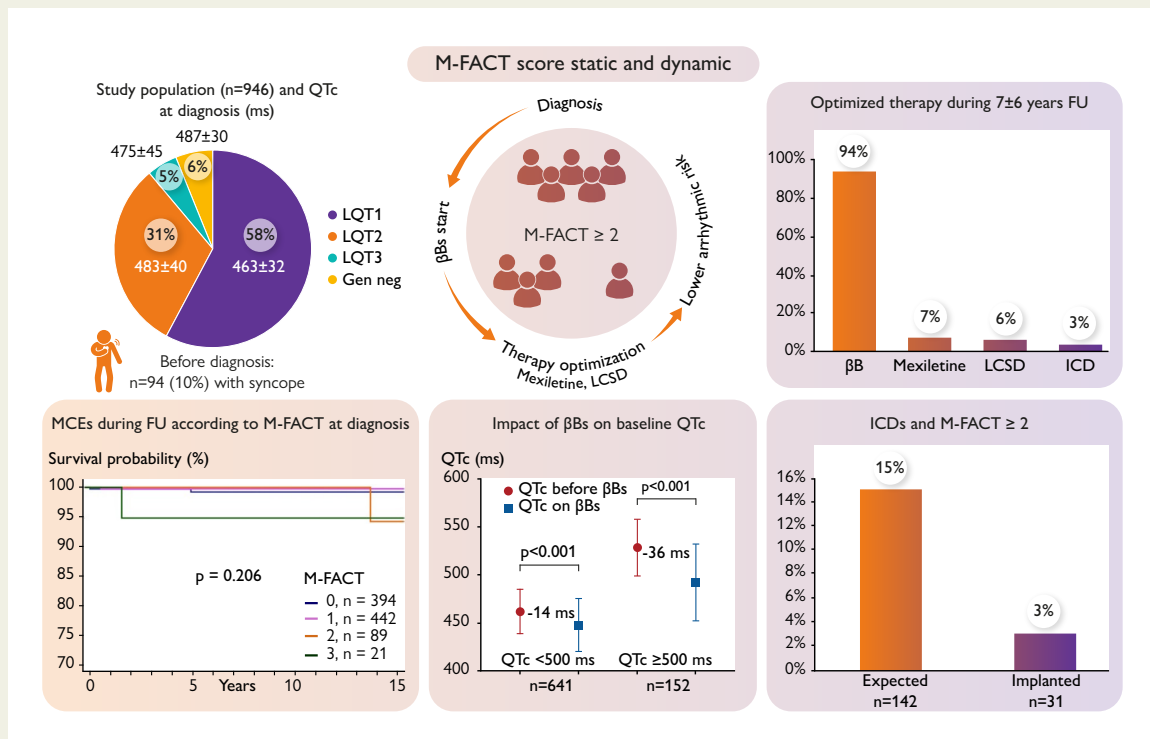 M-FACT score static and dynamic
Study population (n=946) and QTc
at diagnosis (ms)
487±30
475±45
6%
5%
31%
483±40
58%
463±32
LQT1
LQT2
LQT3
Gen neg
Before diagnosis:
n=94 (10%) with syncope
Diagnosis
βBs start
M-FACT ≥ 2
Therapy optimization
Mexiletine, LCSD
Lower arrhythmic risk
Optimized therapy during 7±6 years FU
100%
80%
60%
40%
20%
0%
94%
7%
6%
3%
βB Mexiletine LCSD ICD
MCEs during FU according to M-FACT at diagnosis
Survival probability (%)
100
95
90
85
80
75
70
p = 0.206
M-FACT
0, n = 394
1, n = 442
2, n = 89
3, n = 21
0 5 Years 10 15
Impact of βBs on baseline QTc
QTc (ms)
600
550
500
450
400
QTc before βBs
QTc on βBs
p<0.001
p<0.001
-36 ms
-14 ms
QTc <500 ms QTc ≥500 ms
n=641 n=152
ICDs and M-FACT ≥ 2
16%
14%
12%
10%
8%
6%
4%
2%
0%
15%
3%
Expected Implanted
n=142 n=31